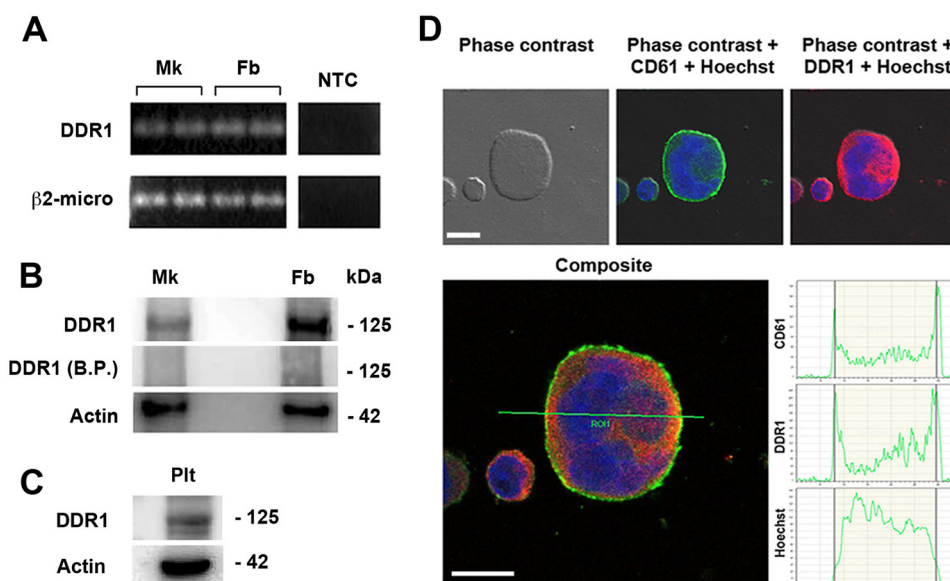 A
Mk Fb NTC
DDR1
β2-micro
B
Mk Fb kDa
DDR1 - 125
DDR1 (B.P.) - 125
Actin - 42
C
Plt
DDR1 - 125
Actin - 42
D
Phase contrast
Phase contrast +
CD61 + Hoechst
Phase contrast +
DDR1 + Hoechst
Composite
ROI1
CD61
DDR1
Hoechst